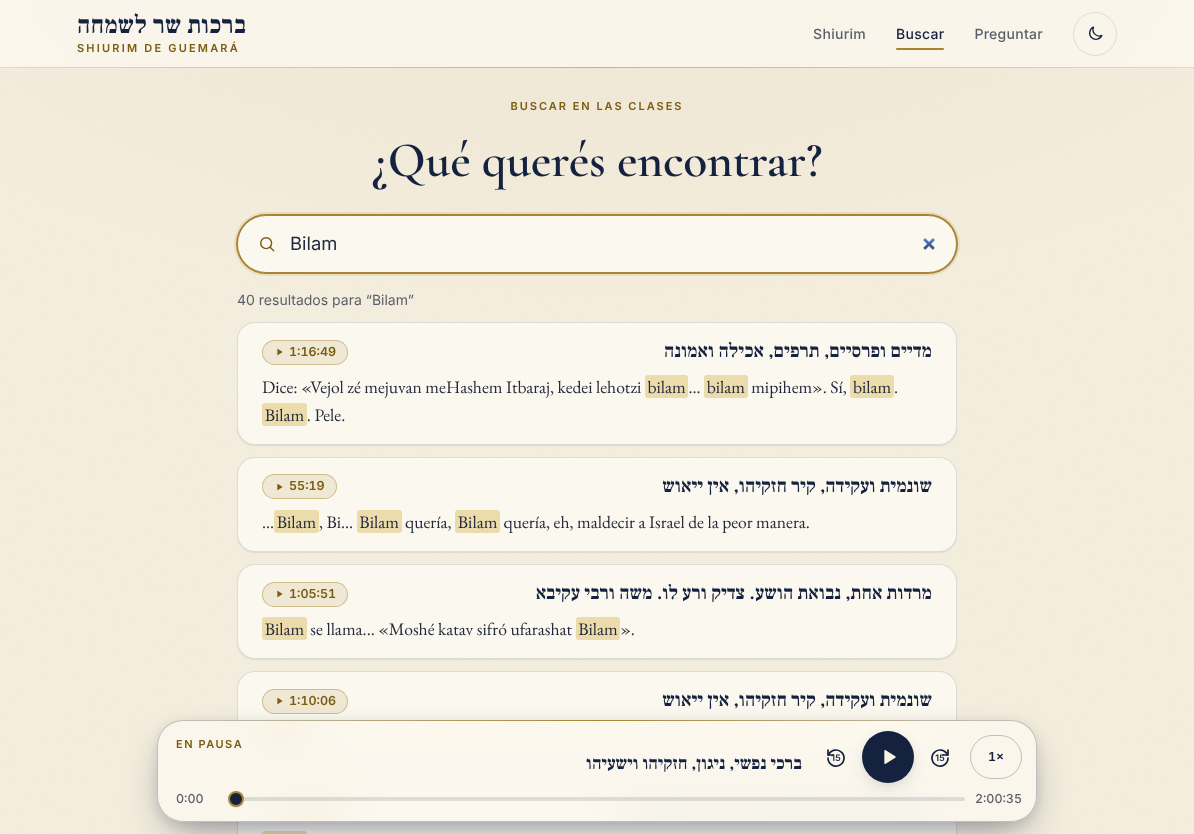 ברכות שר לשמחה
SHIURIM DE GUEMARÁ
Shiurim
Buscar
Preguntar
BUSCAR EN LAS CLASES
¿Qué querés encontrar?
Bilam
40 resultados para “Bilam”
1:16:49
מדיים ופרסיים, תרפים, אכילה ואמונה
Dice: «Vejol zé mejuvan meHashem Itbaraj, kedei lehotzi bilam... bilam mipihem». Sí, bilam.
Bilam. Pele.
55:19
שונמית ועקידה, קיר חזקיהו, אין ייאוש
...Bilam, Bi... Bilam quería, Bilam quería, eh, maldecir a Israel de la peor manera.
1:05:51
מרדות אחת, נבואת הושע. צדיק ורע לו. משה ורבי עקיבא
Bilam se llama... «Moshé katav sifró ufarashat Bilam».
1:10:06
שונמית ועקידה, קיר חזקיהו, אין ייאוש
EN PAUSA
ברכי נפשי, ניגון, חזקיהו וישעיהו
15
15
1×
0:00
2:00:35